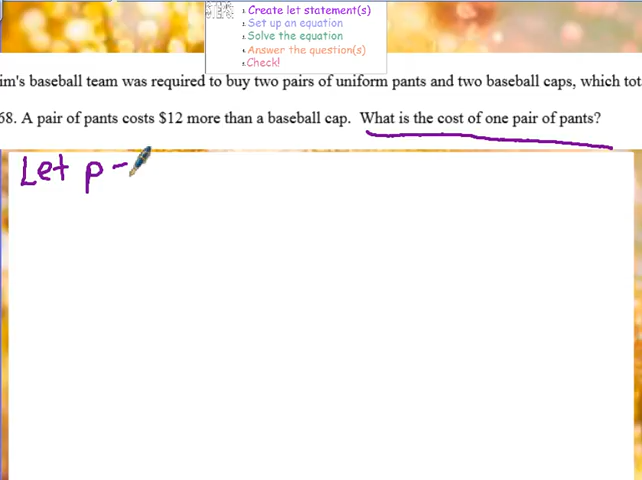 1. Create let statement(s)
2. Set up an equation
3. Solve the equation
4. Answer the question(s)
5. Check!
im's baseball team was required to buy two pairs of uniform pants and two baseball caps, which tot
68. A pair of pants costs $12 more than a baseball cap. What is the cost of one pair of pants?
Let p -